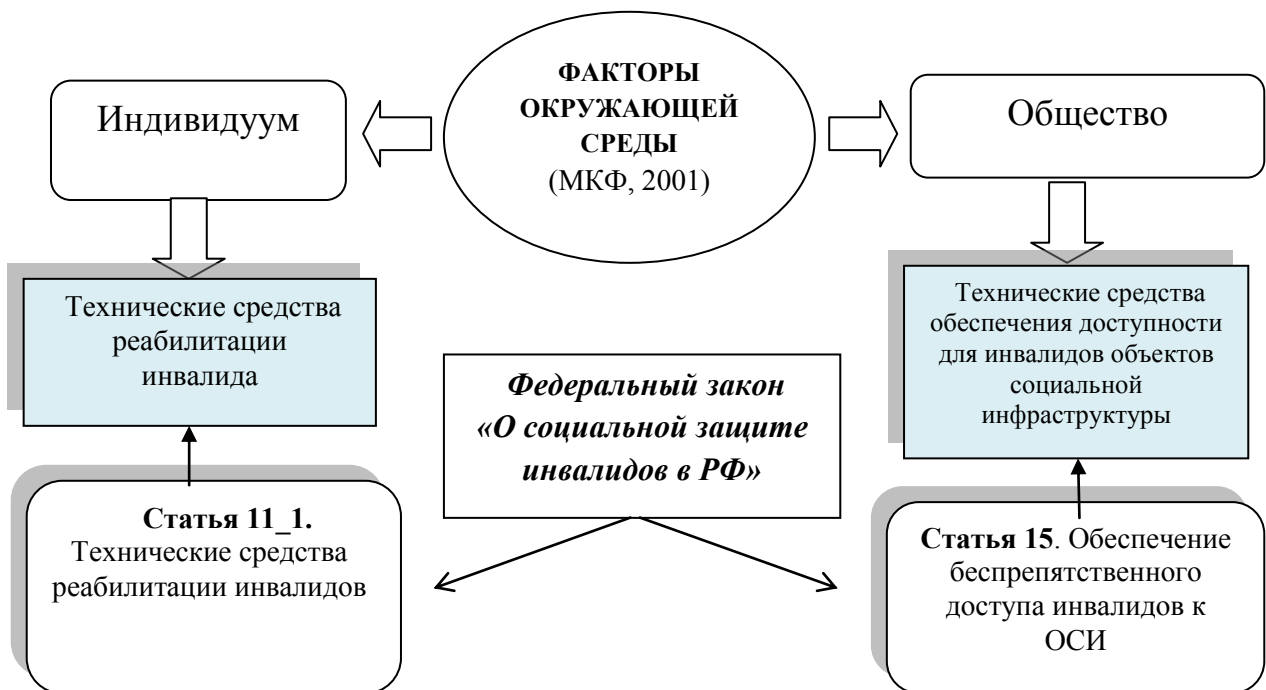 ФАКТОРЫ
ОКРУЖАЮЩЕЙ
СРЕДЫ
(МКФ, 2001)
Индивидуум
Общество
Технические средства
реабилитации
инвалида
Технические средства
обеспечения доступности
для инвалидов объектов
социальной
инфраструктуры
Федеральный закон
«О социальной защите
инвалидов в РФ»
Статья 11_1.
Технические средства
реабилитации инвалидов
Статья 15. Обеспечение
беспрепятственного
доступа инвалидов к
ОСИ